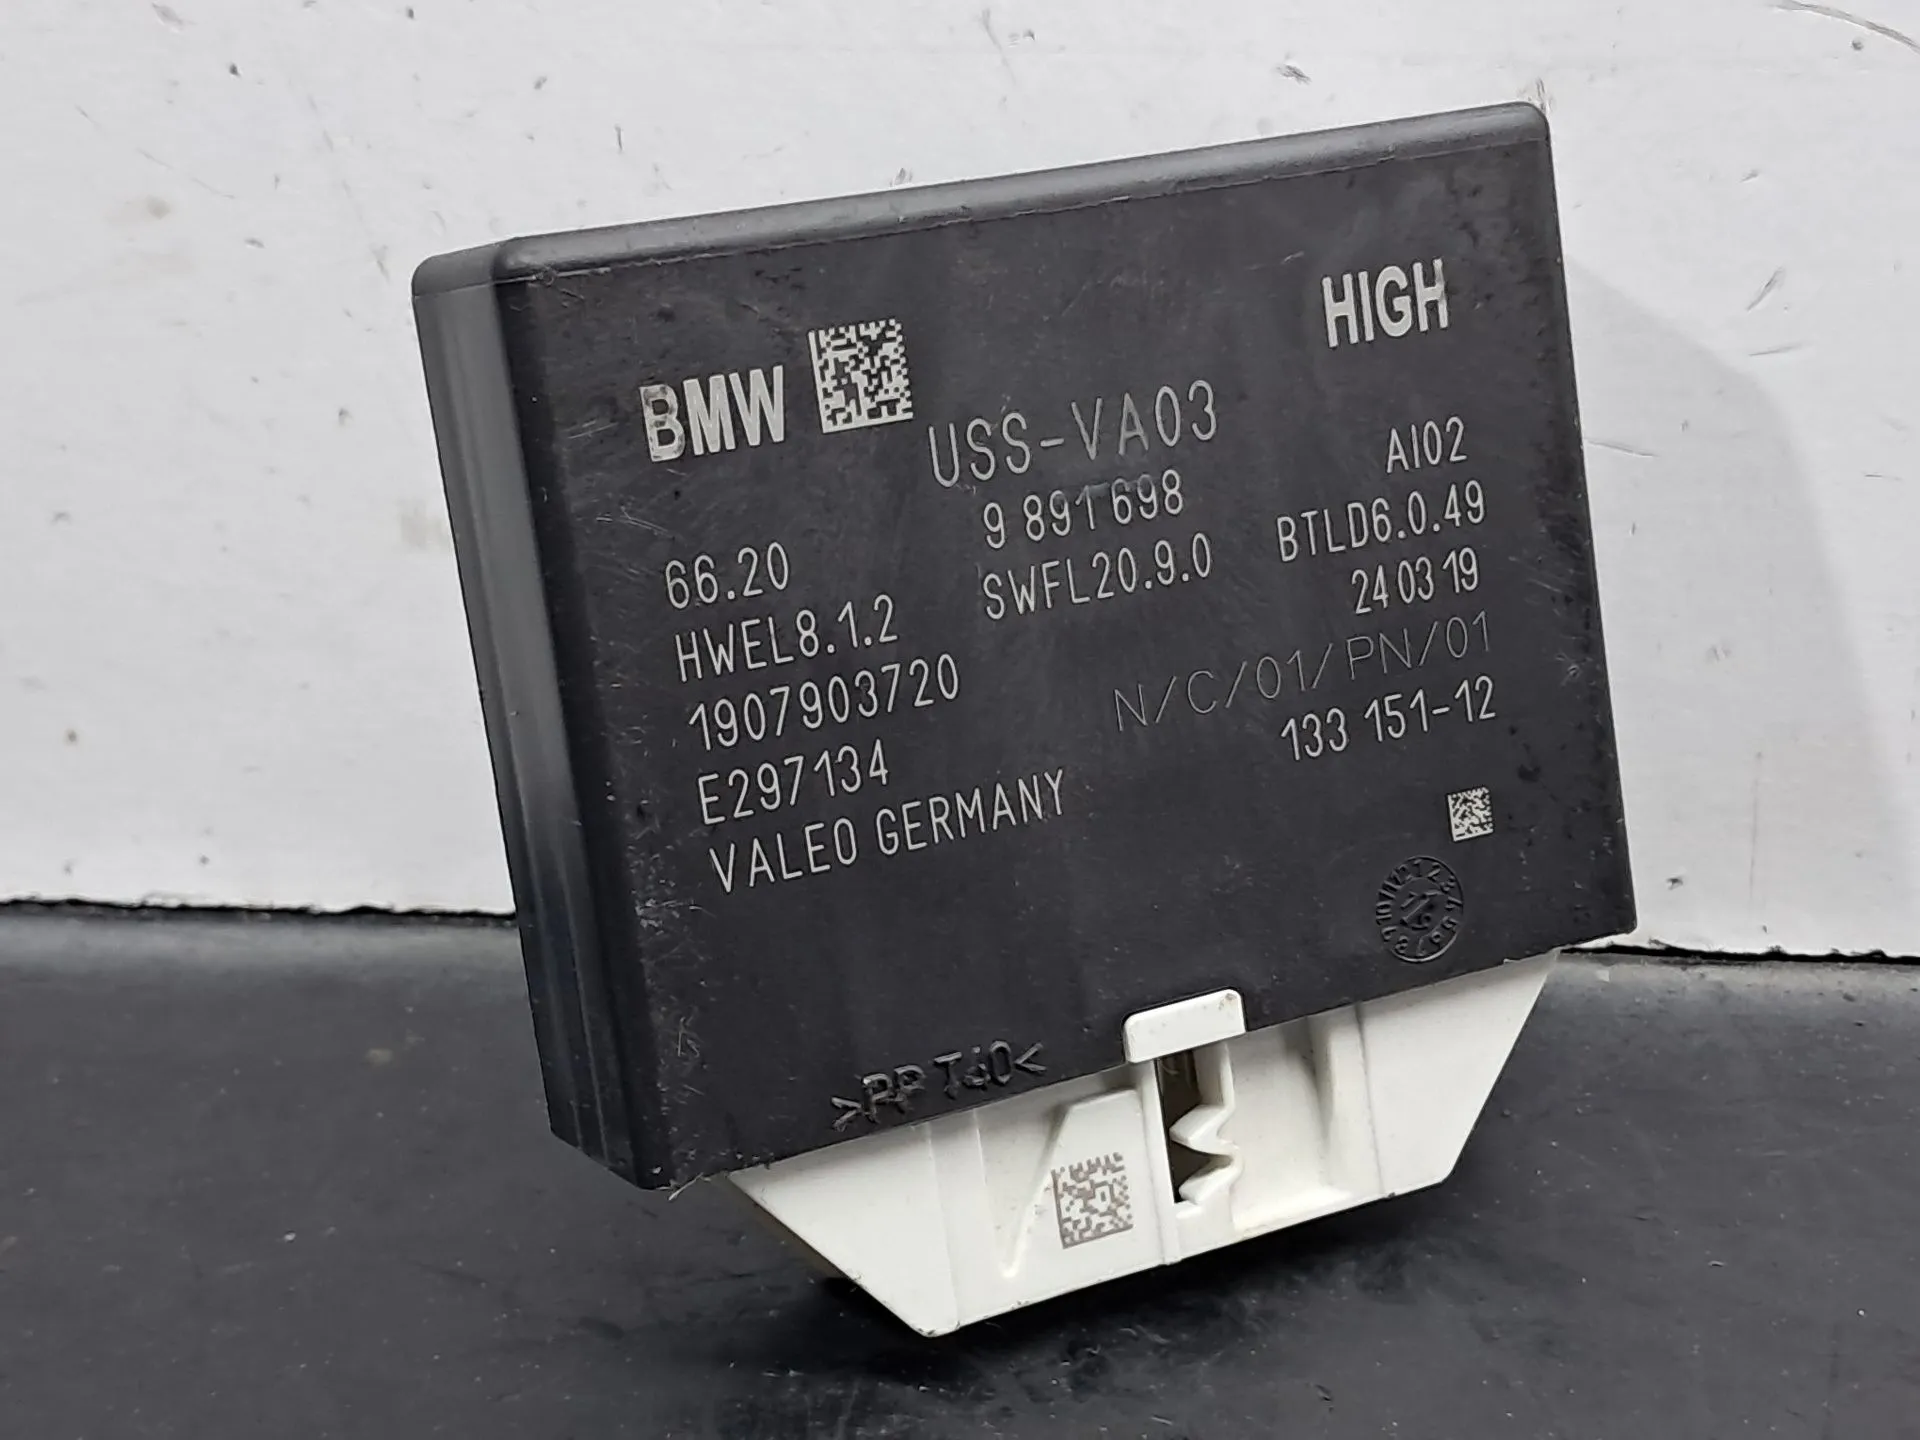 HIGH
BMW
USS-VA03
9 891 698
AI02
66.20
SWFL20.9.0
BTLD6.0.49
HWEL8.1.2
24 03 19
1907903720
N/C/01/PN/01
E297134
133 151-12
VALEO GERMANY
>PP T40<